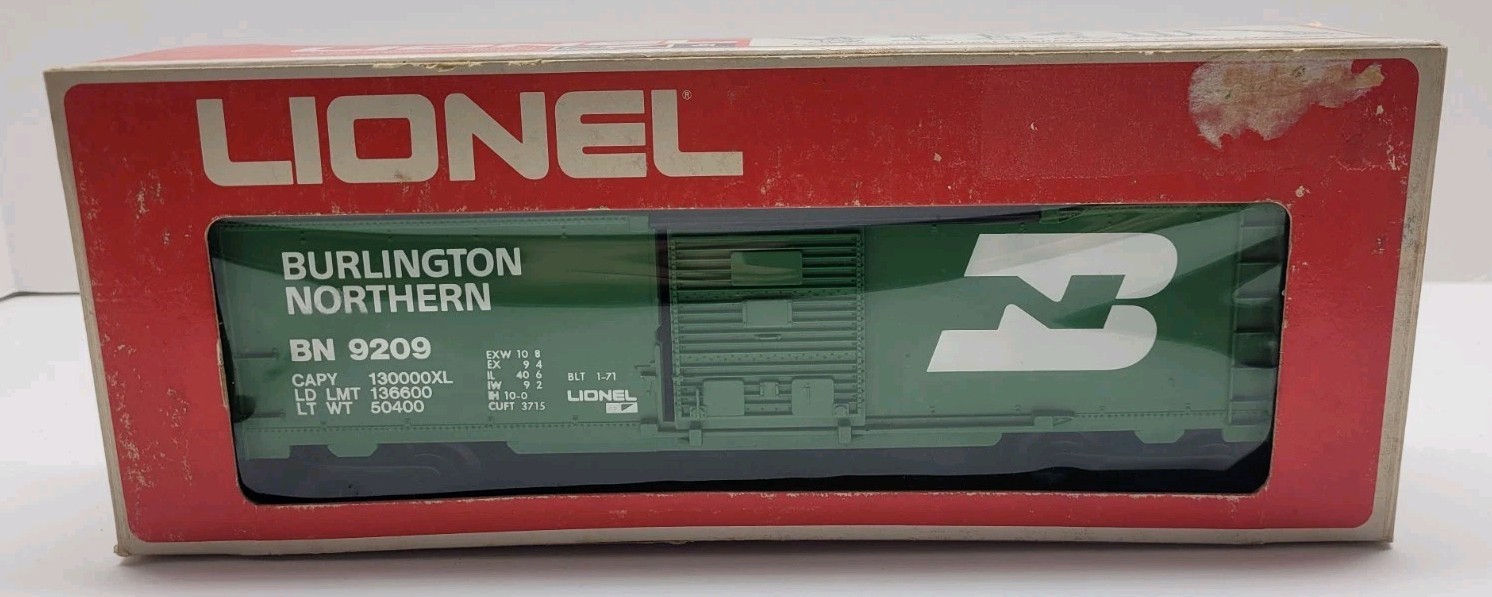 LIONEL®
BURLINGTON
NORTHERN
BN 9209
CAPY 130000XL
LD LMT 136600
LT WT 50400
EXW 10 8
EX 9 4
IL 40 6
IW 9 2
IH 10-0
CUFT 3715
BLT 1-71
LIONEL
BN